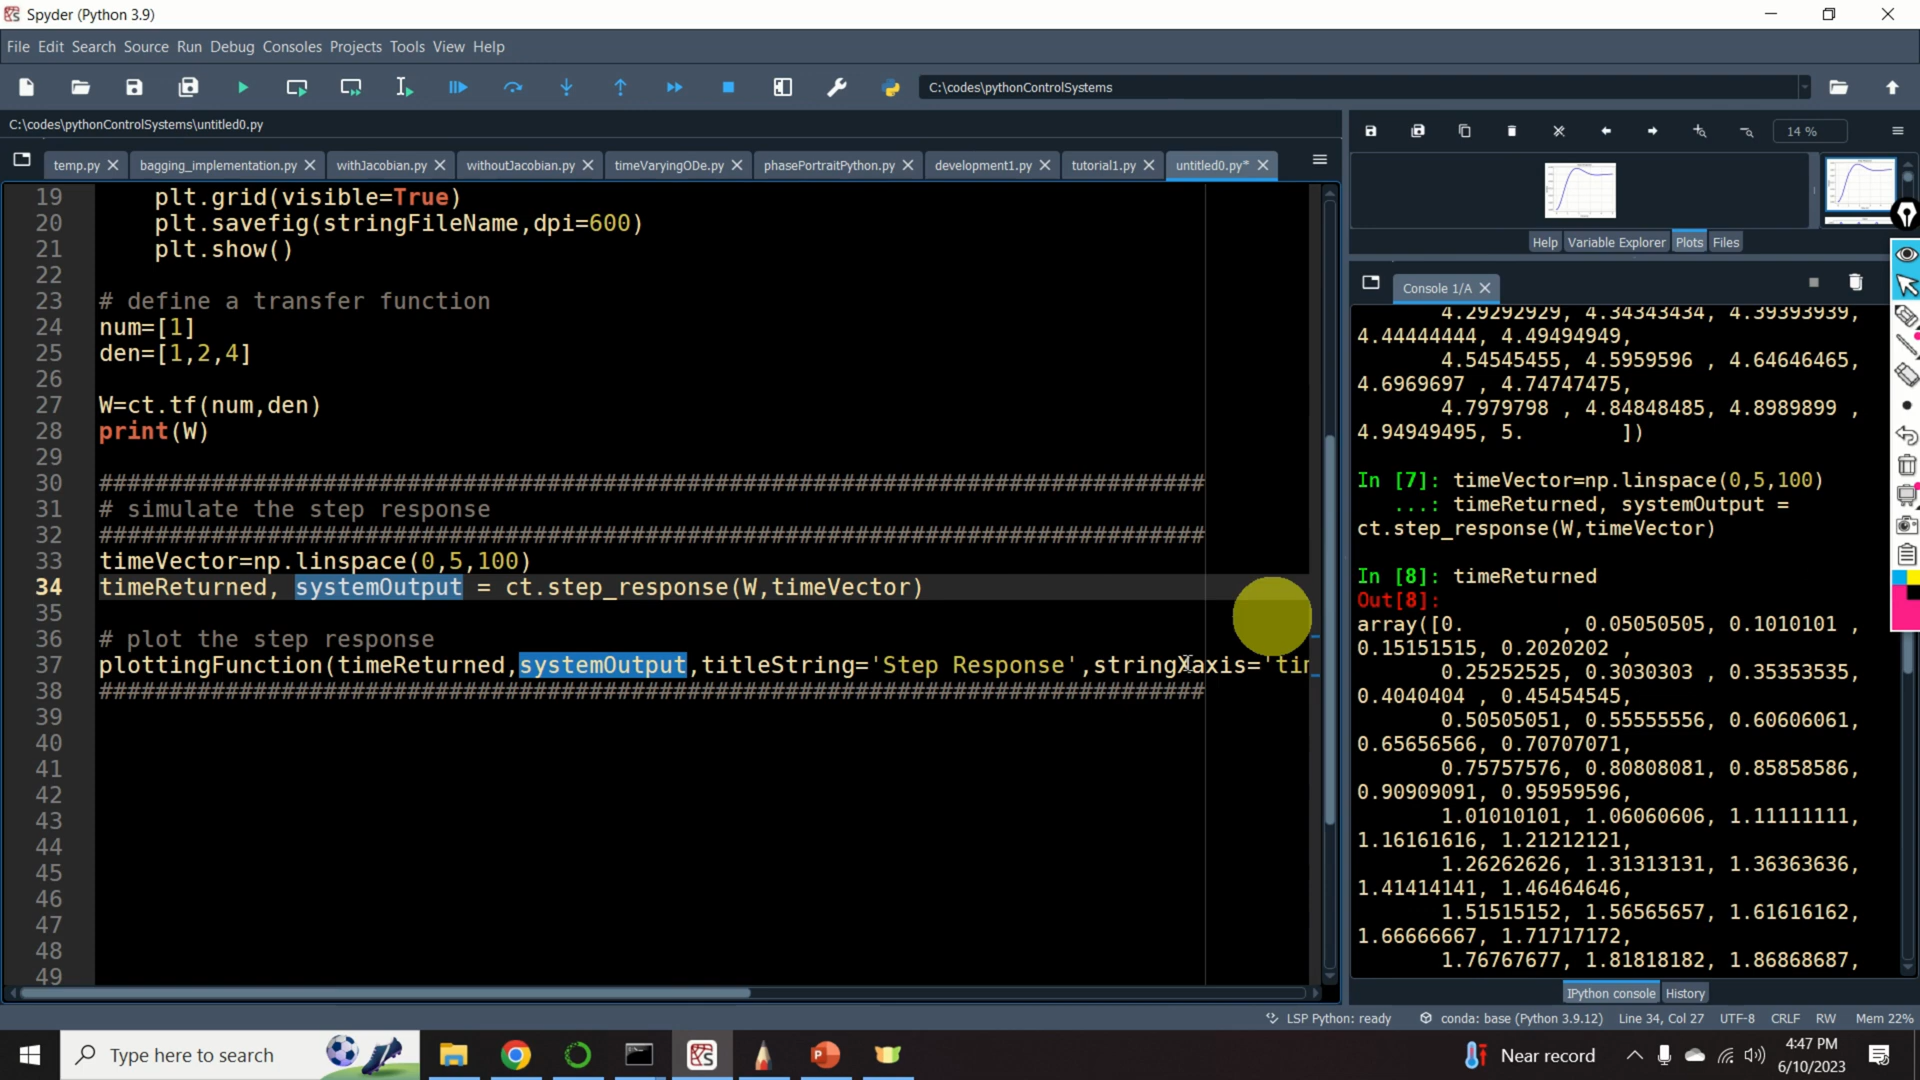 Spyder (Python 3.9)
File Edit Search Source Run Debug Consoles Projects Tools View Help
C:\codes\pythonControlSystems
C:\codes\pythonControlSystems\untitled0.py
temp.py bagging_implementation.py withJacobian.py withoutJacobian.py timeVaryingODe.py phasePortraitPython.py development1.py tutorial1.py untitled0.py*
19 plt.grid(visible=True)
20 plt.savefig(stringFileName,dpi=600)
21 plt.show()
22
23 # define a transfer function
24 num=[1]
25 den=[1,2,4]
26
27 W=ct.tf(num,den)
28 print(W)
29
30 ###############################################################################
31 # simulate the step response
32 ###############################################################################
33 timeVector=np.linspace(0,5,100)
34 timeReturned, systemOutput = ct.step_response(W,timeVector)
35
36 # plot the step response
37 plottingFunction(timeReturned,systemOutput,titleString='Step Response',stringXaxis='tim
38 ###############################################################################
39
40
41
42
43
44
45
46
47
48
49
14 %
Help Variable Explorer Plots Files
Console 1/A
4.29292929, 4.34343434, 4.39393939,
4.44444444, 4.49494949,
4.54545455, 4.5959596 , 4.64646465,
4.6969697 , 4.74747475,
4.7979798 , 4.84848485, 4.8989899 ,
4.94949495, 5. ])
In [7]: timeVector=np.linspace(0,5,100)
...: timeReturned, systemOutput =
ct.step_response(W,timeVector)
In [8]: timeReturned
Out[8]:
array([0. , 0.05050505, 0.1010101 ,
0.15151515, 0.2020202 ,
0.25252525, 0.3030303 , 0.35353535,
0.4040404 , 0.45454545,
0.50505051, 0.55555556, 0.60606061,
0.65656566, 0.70707071,
0.75757576, 0.80808081, 0.85858586,
0.90909091, 0.95959596,
1.01010101, 1.06060606, 1.11111111,
1.16161616, 1.21212121,
1.26262626, 1.31313131, 1.36363636,
1.41414141, 1.46464646,
1.51515152, 1.56565657, 1.61616162,
1.66666667, 1.71717172,
1.76767677, 1.81818182, 1.86868687,
IPython console History
LSP Python: ready conda: base (Python 3.9.12) Line 34, Col 27 UTF-8 CRLF RW Mem 22%
Type here to search
Near record
4:47 PM
6/10/2023